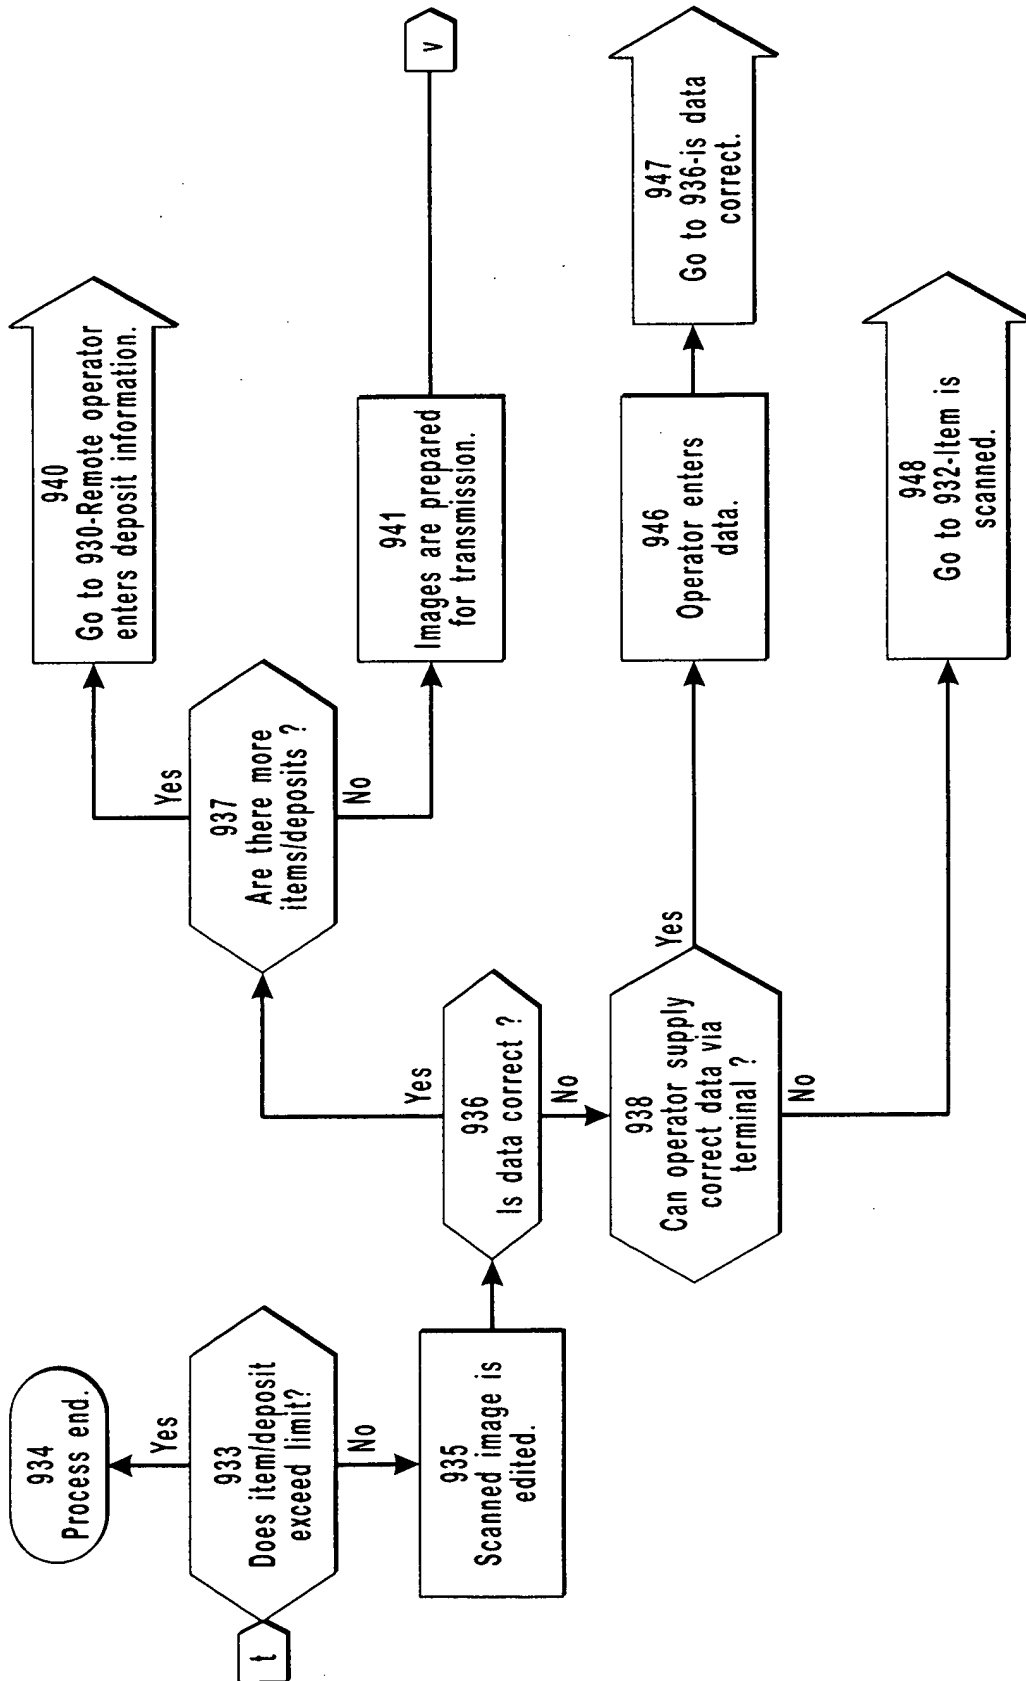 t
933
Does item/deposit
exceed limit?
Yes
934
Process end.
No
935
Scanned image is
edited.
936
Is data correct ?
Yes
937
Are there more
items/deposits ?
Yes
940
Go to 930-Remote operator
enters deposit information.
No
941
Images are prepared
for transmission.
v
No
938
Can operator supply
correct data via
terminal ?
Yes
946
Operator enters
data.
947
Go to 936-is data
correct.
No
948
Go to 932-Item is
scanned.